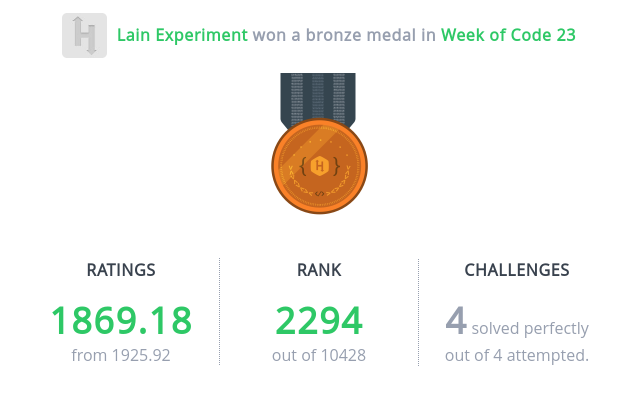 Lain Experiment won a bronze medal in Week of Code 23
{ H }
</>
RATINGS
RANK
CHALLENGES
1869.18
2294
4 solved perfectly
from 1925.92
out of 10428
out of 4 attempted.